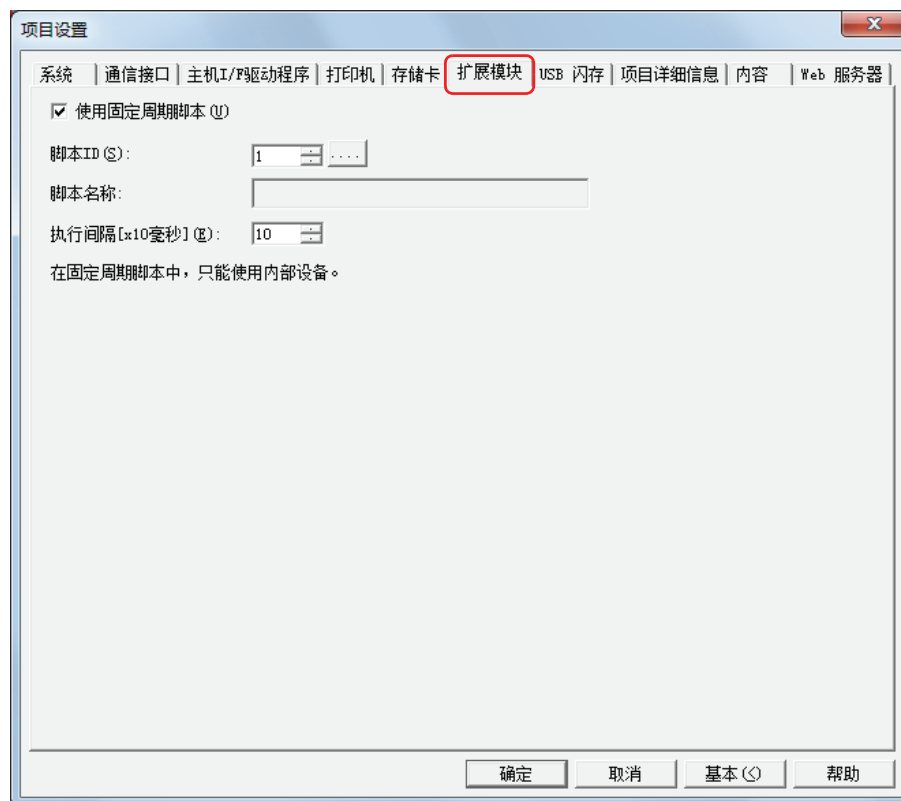 项目设置
系统 通信接口 主机I/F驱动程序 打印机 存储卡 扩展模块 USB 闪存 项目详细信息 内容 Web 服务器
使用固定周期脚本(U)
脚本ID(S): 1 ....
脚本名称:
执行间隔[x10毫秒](E): 10
在固定周期脚本中，只能使用内部设备。
确定 取消 基本(<) 帮助